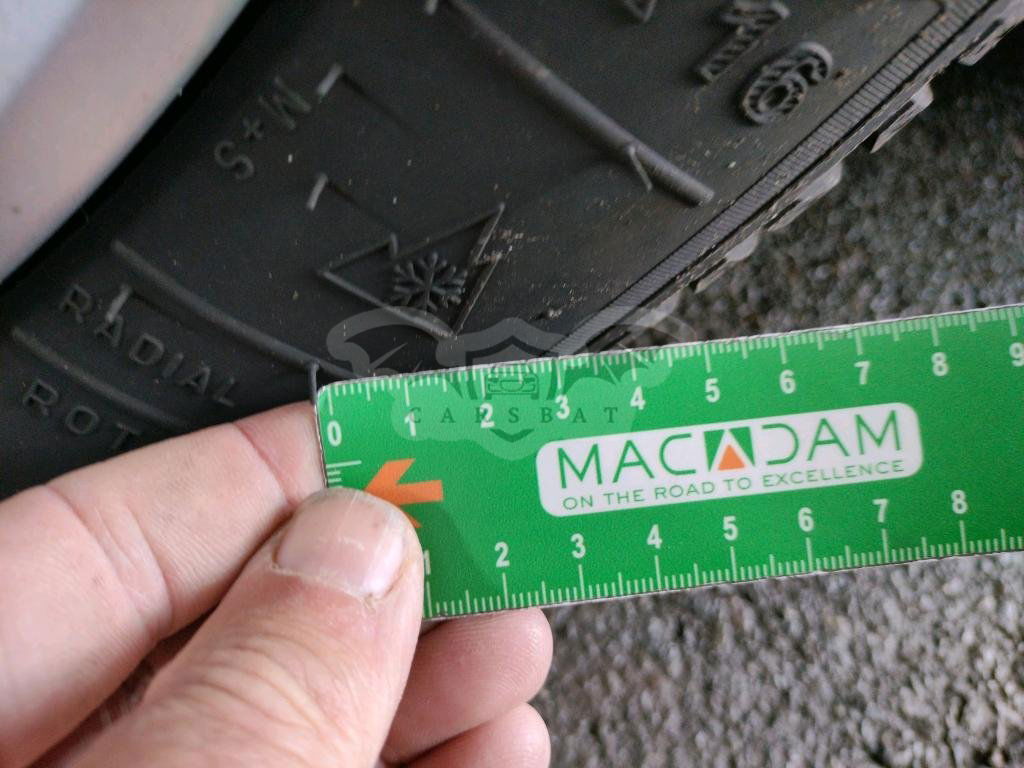 M+S
RADIAL
ROT
0 1 2 3 4 5 6 7 8 9
CARSBAT
MACADAM
ON THE ROAD TO EXCELLENCE
1 2 3 4 5 6 7 8